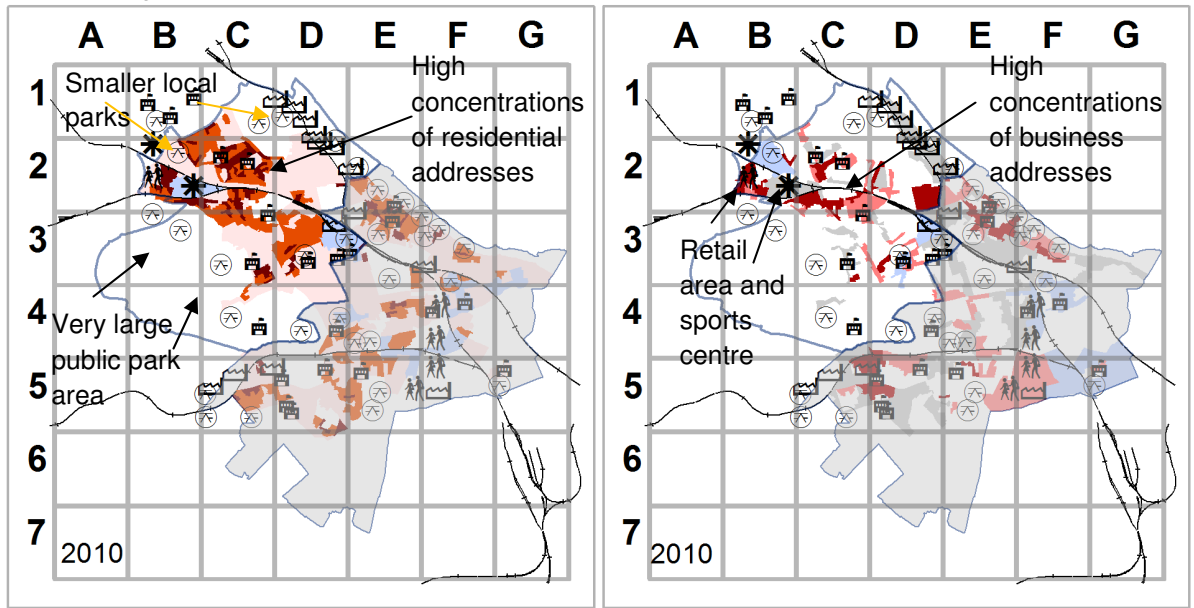 A B C D E F G
1
2
3
4
5
6
7
Smaller local
parks
High
concentrations
of residential
addresses
Very large
public park
area
2010
A B C D E F G
1
2
3
4
5
6
7
High
concentrations
of business
addresses
Retail
area and
sports
centre
2010